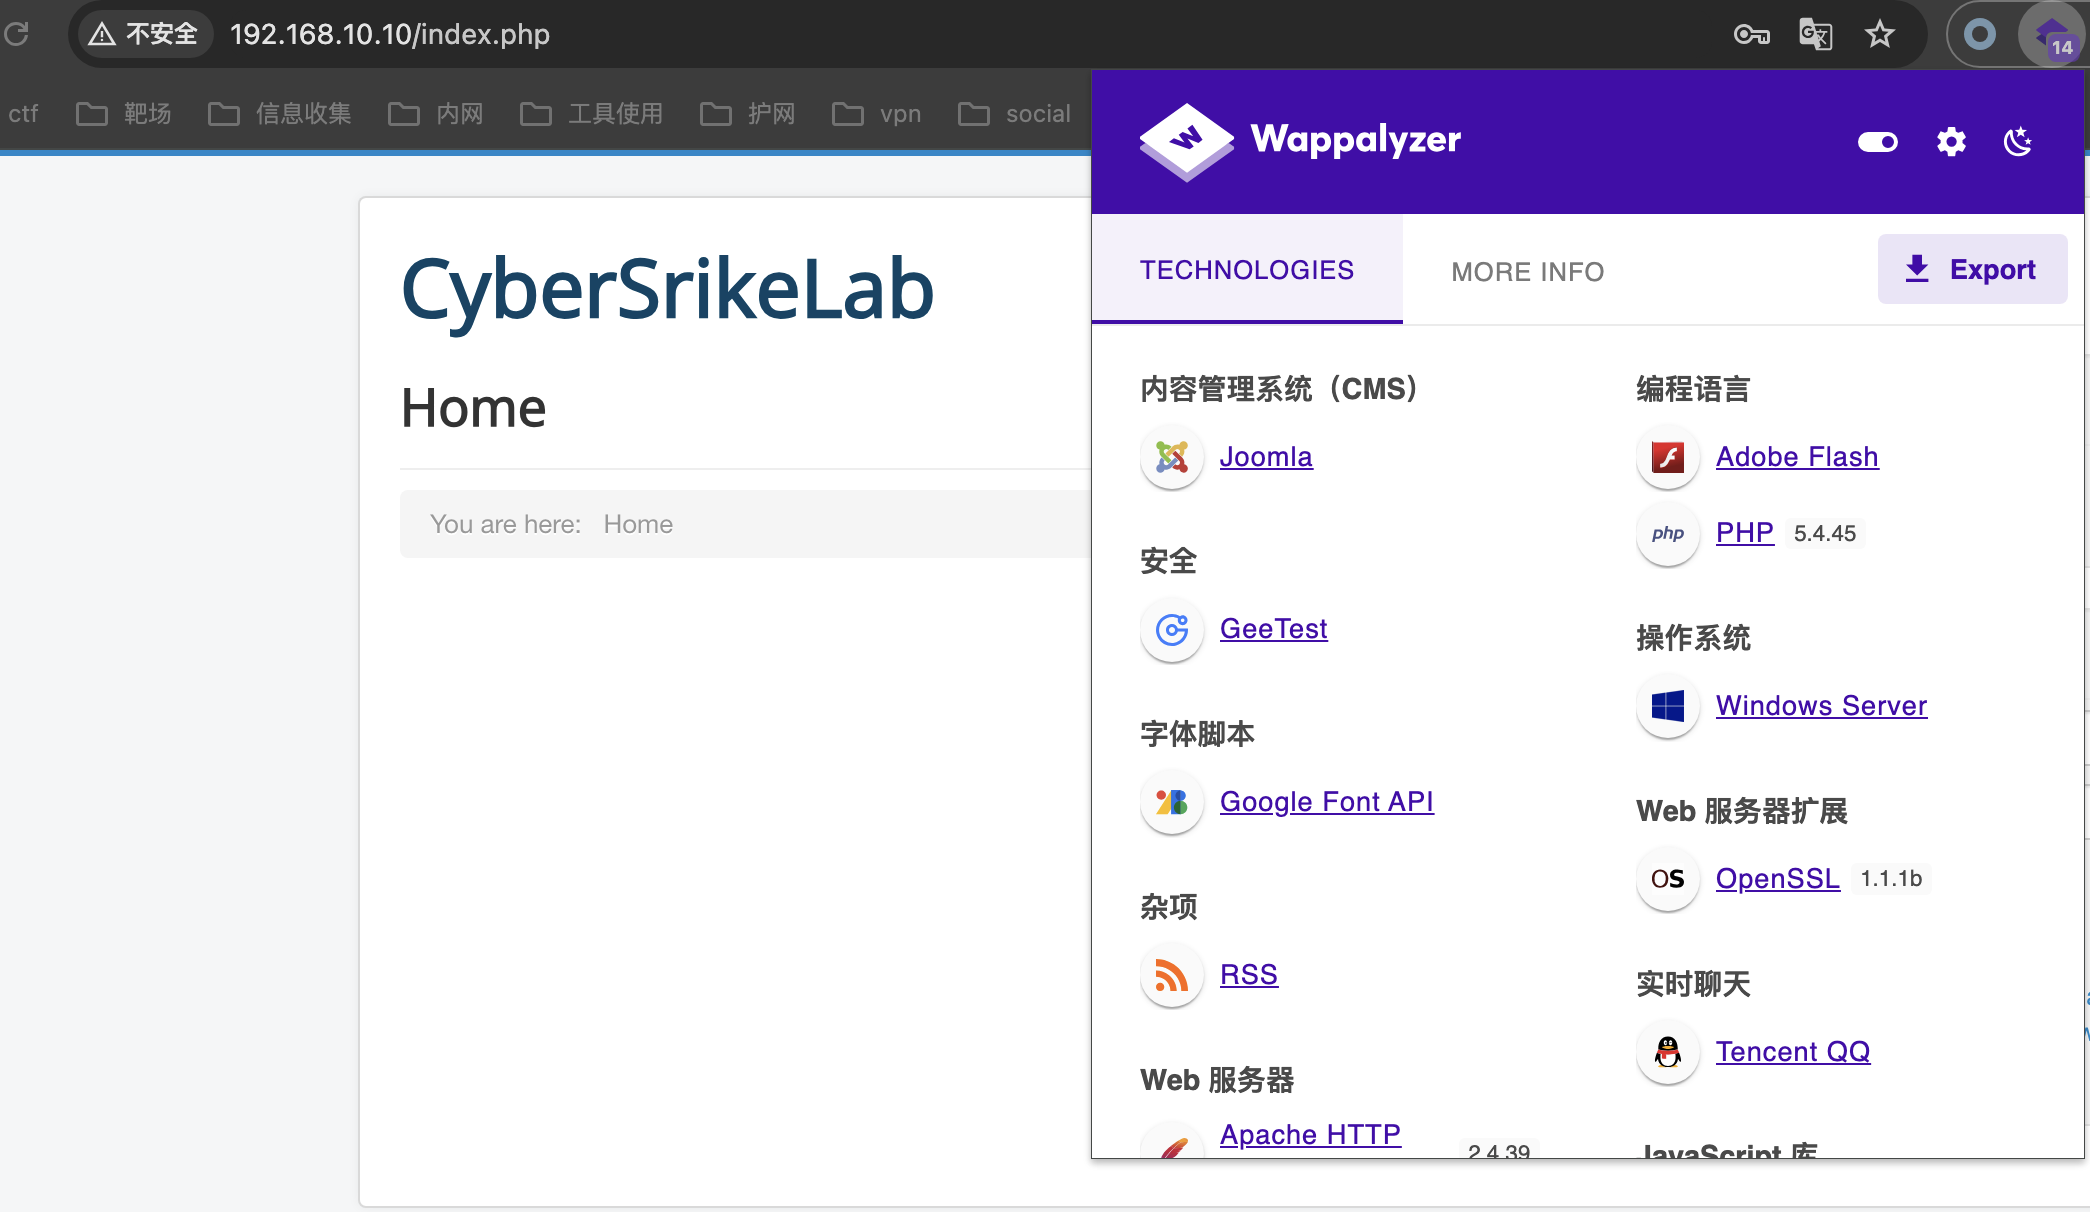 不安全 192.168.10.10/index.php
14
ctf 靶场 信息收集 内网 工具使用 护网 vpn social
CyberSrikeLab
Home
You are here: Home
Wappalyzer
TECHNOLOGIES MORE INFO Export
内容管理系统（CMS）
Joomla
安全
GeeTest
字体脚本
Google Font API
杂项
RSS
Web 服务器
Apache HTTP 2.4.39
编程语言
Adobe Flash
php PHP 5.4.45
操作系统
Windows Server
Web 服务器扩展
OS OpenSSL 1.1.1b
实时聊天
Tencent QQ
JavaScript 库